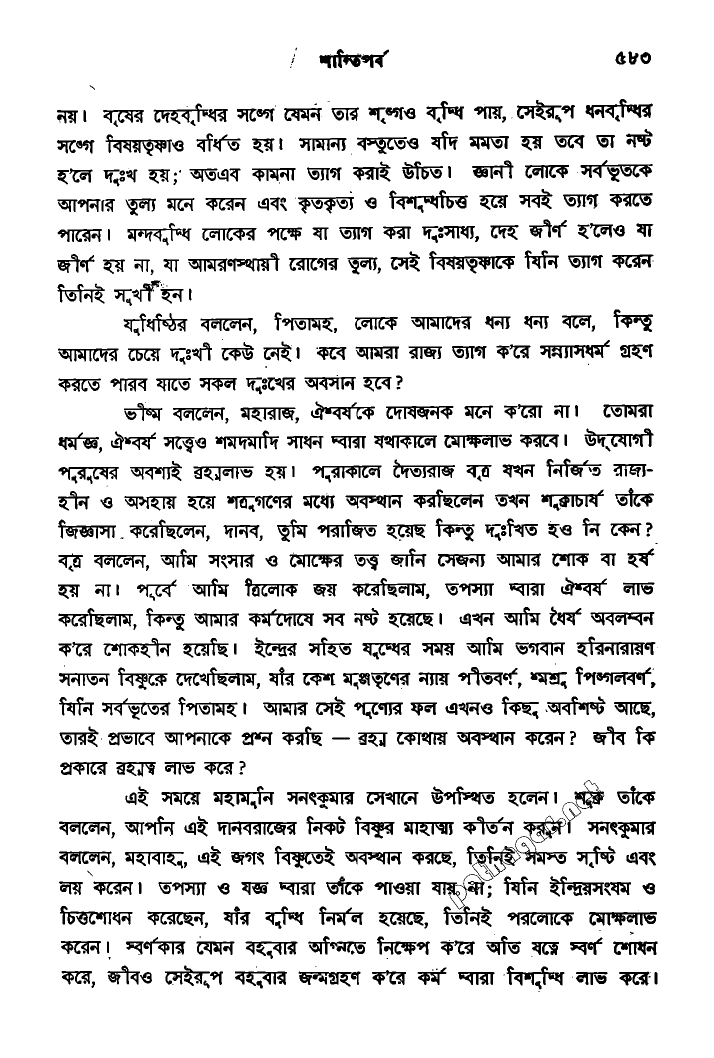 শান্তিপর্ব ৫৮৩
নয়। বৃষের দেহবৃদ্ধির সঙ্গে যেমন তার শৃঙ্গও বৃদ্ধি পায়, সেইরূপ ধনবৃদ্ধির
সঙ্গে বিষয়তৃষ্ণাও বর্ধিত হয়। সামান্য বস্তুতেও যদি মমতা হয় তবে তা নষ্ট
হ'লে দুঃখ হয়; অতএব কামনা ত্যাগ করাই উচিত। জ্ঞানী লোকে সর্বভূতকে
আপনার তুল্য মনে করেন এবং কৃতকৃত্য ও বিশুদ্ধচিত্ত হয়ে সবই ত্যাগ করতে
পারেন। মন্দবুদ্ধি লোকের পক্ষে যা ত্যাগ করা দুঃসাধ্য, দেহ জীর্ণ হ'লেও যা
জীর্ণ হয় না, যা আমরণস্থায়ী রোগের তুল্য, সেই বিষয়তৃষ্ণাকে যিনি ত্যাগ করেন
তিনিই সুখী হন।
যুধিষ্ঠির বললেন, পিতামহ, লোকে আমাদের ধন্য ধন্য বলে, কিন্তু
আমাদের চেয়ে দুঃখী কেউ নেই। কবে আমরা রাজ্য ত্যাগ ক'রে সন্ন্যাসধর্ম গ্রহণ
করতে পারব যাতে সকল দুঃখের অবসান হবে?
ভীষ্ম বললেন, মহারাজ, ঐশ্বর্যকে দোষজনক মনে ক'রো না। তোমরা
ধর্মজ্ঞ, ঐশ্বর্য সত্ত্বেও শমদমাদি সাধন দ্বারা যথাকালে মোক্ষলাভ করবে। উদ্‌যোগী
পুরুষের অবশ্যই ব্রহ্মলাভ হয়। পুরাকালে দৈত্যরাজ বৃত্র যখন নির্জিত রাজ্য-
হীন ও অসহায় হয়ে শত্রুগণের মধ্যে অবস্থান করছিলেন তখন শুক্রাচার্য তাঁকে
জিজ্ঞাসা করেছিলেন, দানব, তুমি পরাজিত হয়েছ কিন্তু দুঃখিত হও নি কেন?
বৃত্র বললেন, আমি সংসার ও মোক্ষের তত্ত্ব জানি সেজন্য আমার শোক বা হর্ষ
হয় না। পূর্বে আমি ত্রিলোক জয় করেছিলাম, তপস্যা দ্বারা ঐশ্বর্য লাভ
করেছিলাম, কিন্তু আমার কর্মদোষে সব নষ্ট হয়েছে। এখন আমি ধৈর্য অবলম্বন
ক'রে শোকহীন হয়েছি। ইন্দ্রের সহিত যুদ্ধের সময় আমি ভগবান হরিনারায়ণ
সনাতন বিষ্ণুকে দেখেছিলাম, যাঁর কেশ মুঞ্জতৃণের ন্যায় পীতবর্ণ, শ্মশ্রু পিঙ্গলবর্ণ,
যিনি সর্বভূতের পিতামহ। আমার সেই পুণ্যের ফল এখনও কিছু অবশিষ্ট আছে,
তারই প্রভাবে আপনাকে প্রশ্ন করছি — ব্রহ্ম কোথায় অবস্থান করেন? জীব কি
প্রকারে ব্রহ্মত্ব লাভ করে?
এই সময়ে মহামুনি সনৎকুমার সেখানে উপস্থিত হলেন। শুক্র তাঁকে
বললেন, আপনি এই দানবরাজের নিকট বিষ্ণুর মাহাত্ম্য কীর্তন করুন। সনৎকুমার
বললেন, মহাবাহু, এই জগৎ বিষ্ণুতেই অবস্থান করছে, তিনিই সমস্ত সৃষ্টি এবং
লয় করেন। তপস্যা ও যজ্ঞ দ্বারা তাঁকে পাওয়া যায় না; যিনি ইন্দ্রিয়সংযম ও
চিত্তশোধন করেছেন, যাঁর বুদ্ধি নির্মল হয়েছে, তিনিই পরলোকে মোক্ষলাভ
করেন। স্বর্ণকার যেমন বহুবার অগ্নিতে নিক্ষেপ ক'রে অতি যত্নে স্বর্ণ শোধন
করে, জীবও সেইরূপ বহুবার জন্মগ্রহণ ক'রে কর্ম দ্বারা বিশুদ্ধি লাভ করে।